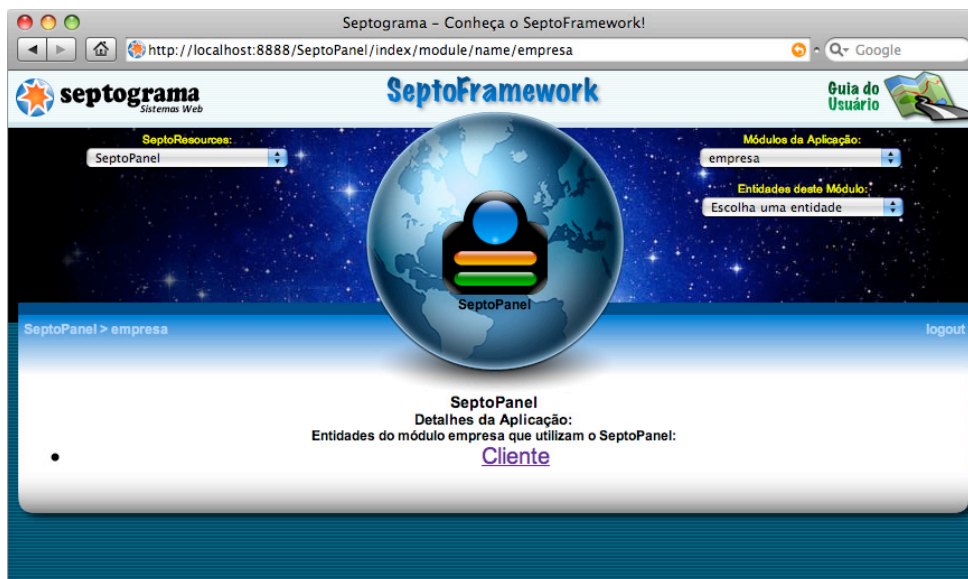 Septograma – Conheça o SeptoFramework!
http://localhost:8888/SeptoPanel/index/module/name/empresa
Google
septograma
Sistemas Web
SeptoFramework
Guia do
Usuário
SeptoResources:
SeptoPanel
Módulos da Aplicação:
empresa
Entidades deste Módulo:
Escolha uma entidade
SeptoPanel
SeptoPanel > empresa
logout
SeptoPanel
Detalhes da Aplicação:
Entidades do módulo empresa que utilizam o SeptoPanel:
• Cliente